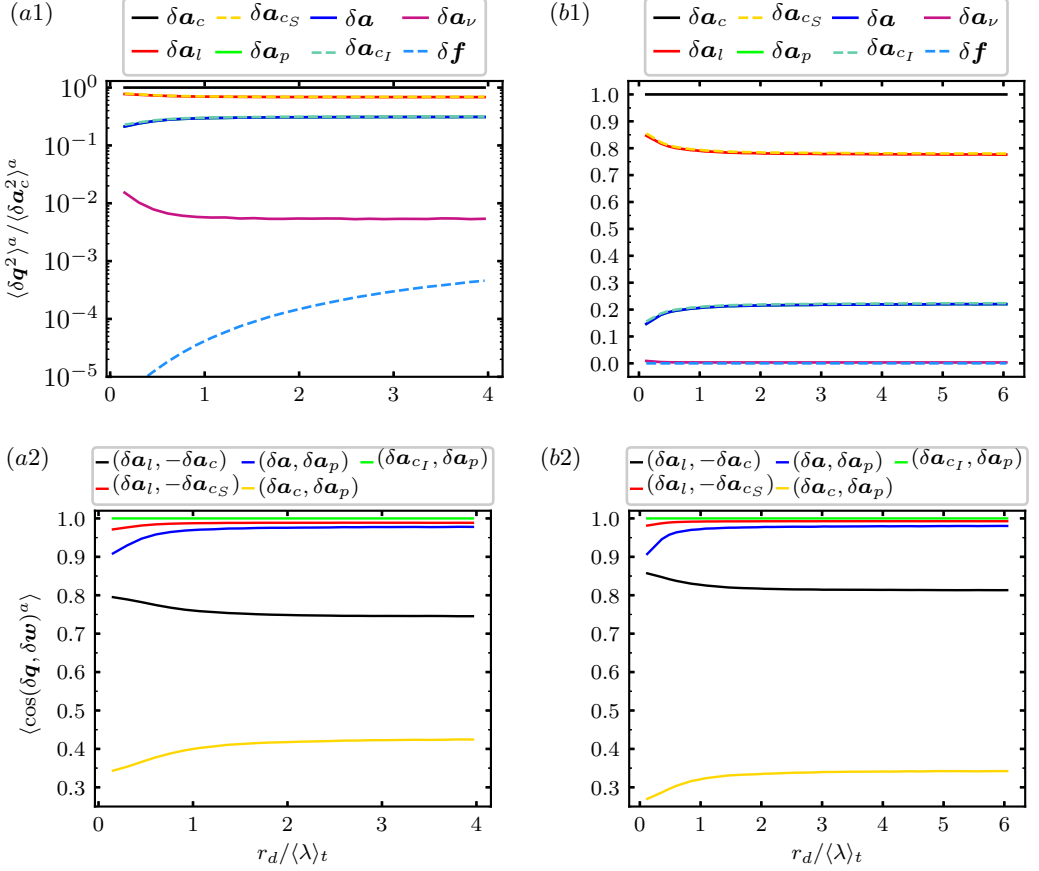 (a1)
δa_c δa_{c_S} δa δa_ν
δa_l δa_p δa_{c_I} δf
10^0
10^{-1}
10^{-2}
10^{-3}
10^{-4}
10^{-5}
⟨δq^2⟩^a/⟨δa_c^2⟩^a
0 1 2 3 4
(b1)
δa_c δa_{c_S} δa δa_ν
δa_l δa_p δa_{c_I} δf
1.0
0.9
0.8
0.7
0.6
0.5
0.4
0.3
0.2
0.1
0.0
0 1 2 3 4 5 6
(a2)
(δa_l, −δa_c) (δa, δa_p) (δa_{c_I}, δa_p)
(δa_l, −δa_{c_S}) (δa_c, δa_p)
1.0
0.9
0.8
0.7
0.6
0.5
0.4
0.3
⟨cos(δq, δw)^a⟩
0 1 2 3 4
r_d/⟨λ⟩_t
(b2)
(δa_l, −δa_c) (δa, δa_p) (δa_{c_I}, δa_p)
(δa_l, −δa_{c_S}) (δa_c, δa_p)
1.0
0.9
0.8
0.7
0.6
0.5
0.4
0.3
0 1 2 3 4 5 6
r_d/⟨λ⟩_t